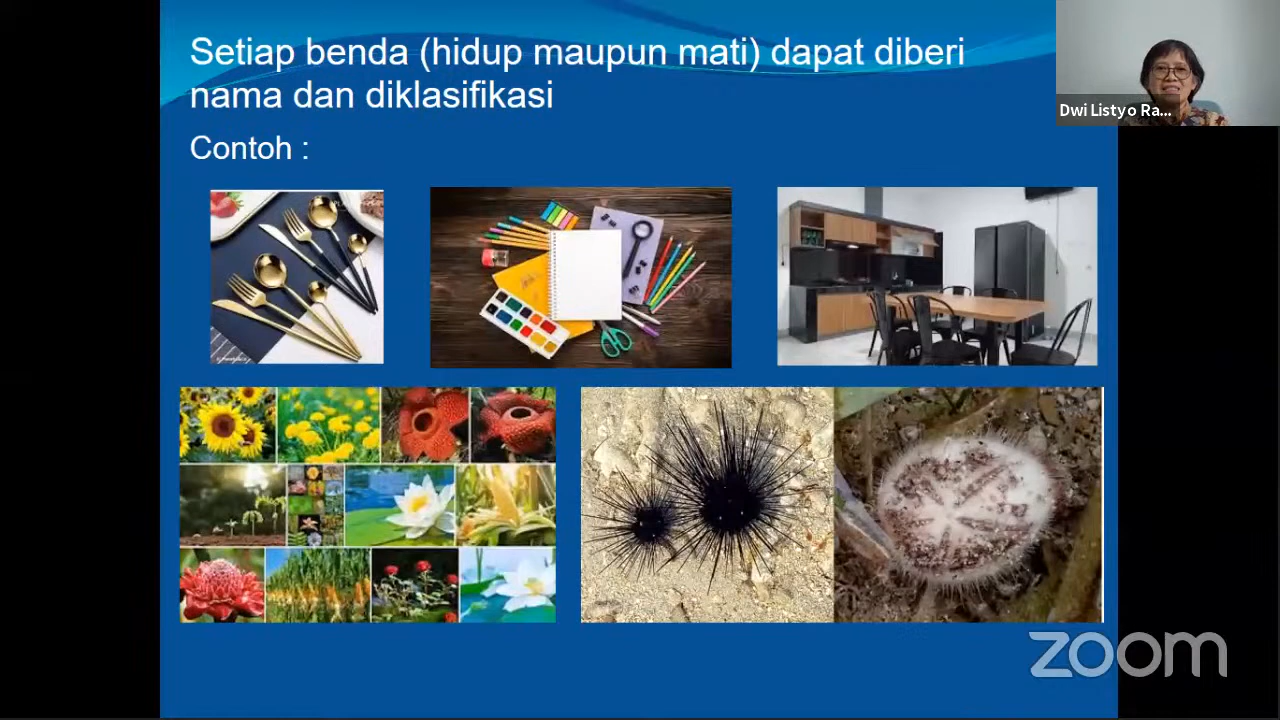 Setiap benda (hidup maupun mati) dapat diberi
nama dan diklasifikasi
Contoh :
Dwi Listyo Ra...
zoom